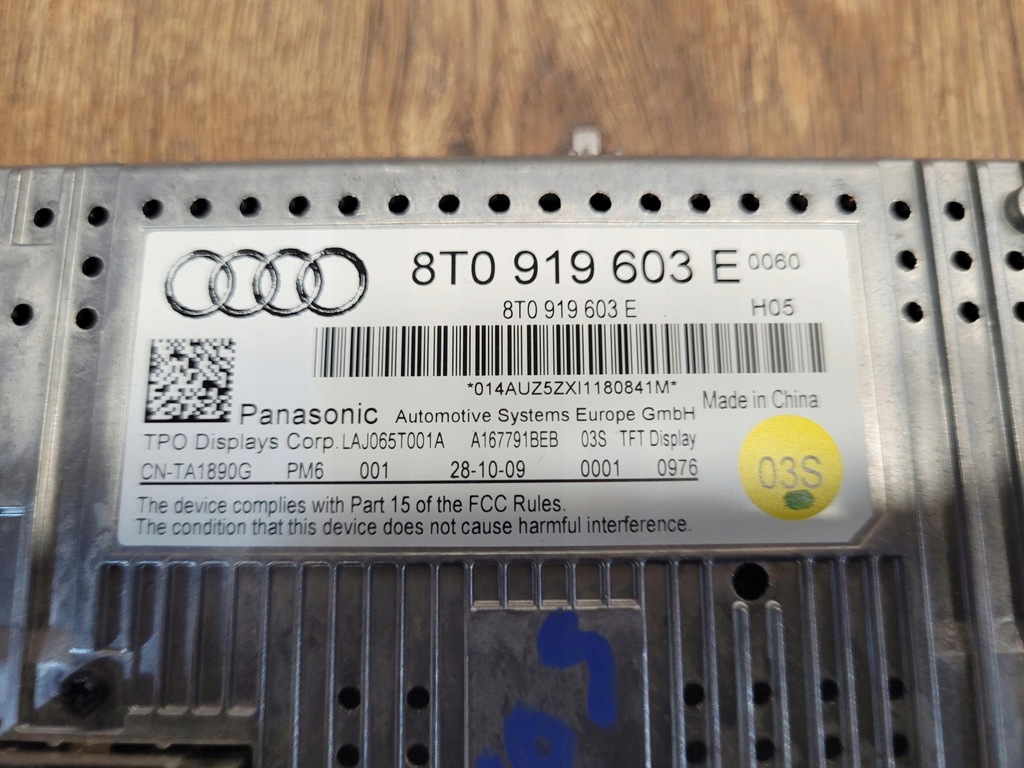 8T0 919 603 E 0060
8T0 919 603 E H05
*014AUZ5ZXI1180841M*
Panasonic Automotive Systems Europe GmbH Made in China
TPO Displays Corp. LAJ065T001A A167791BEB 03S TFT Display
CN-TA1890G PM6 001 28-10-09 0001 0976
03S
The device complies with Part 15 of the FCC Rules.
The condition that this device does not cause harmful interference.